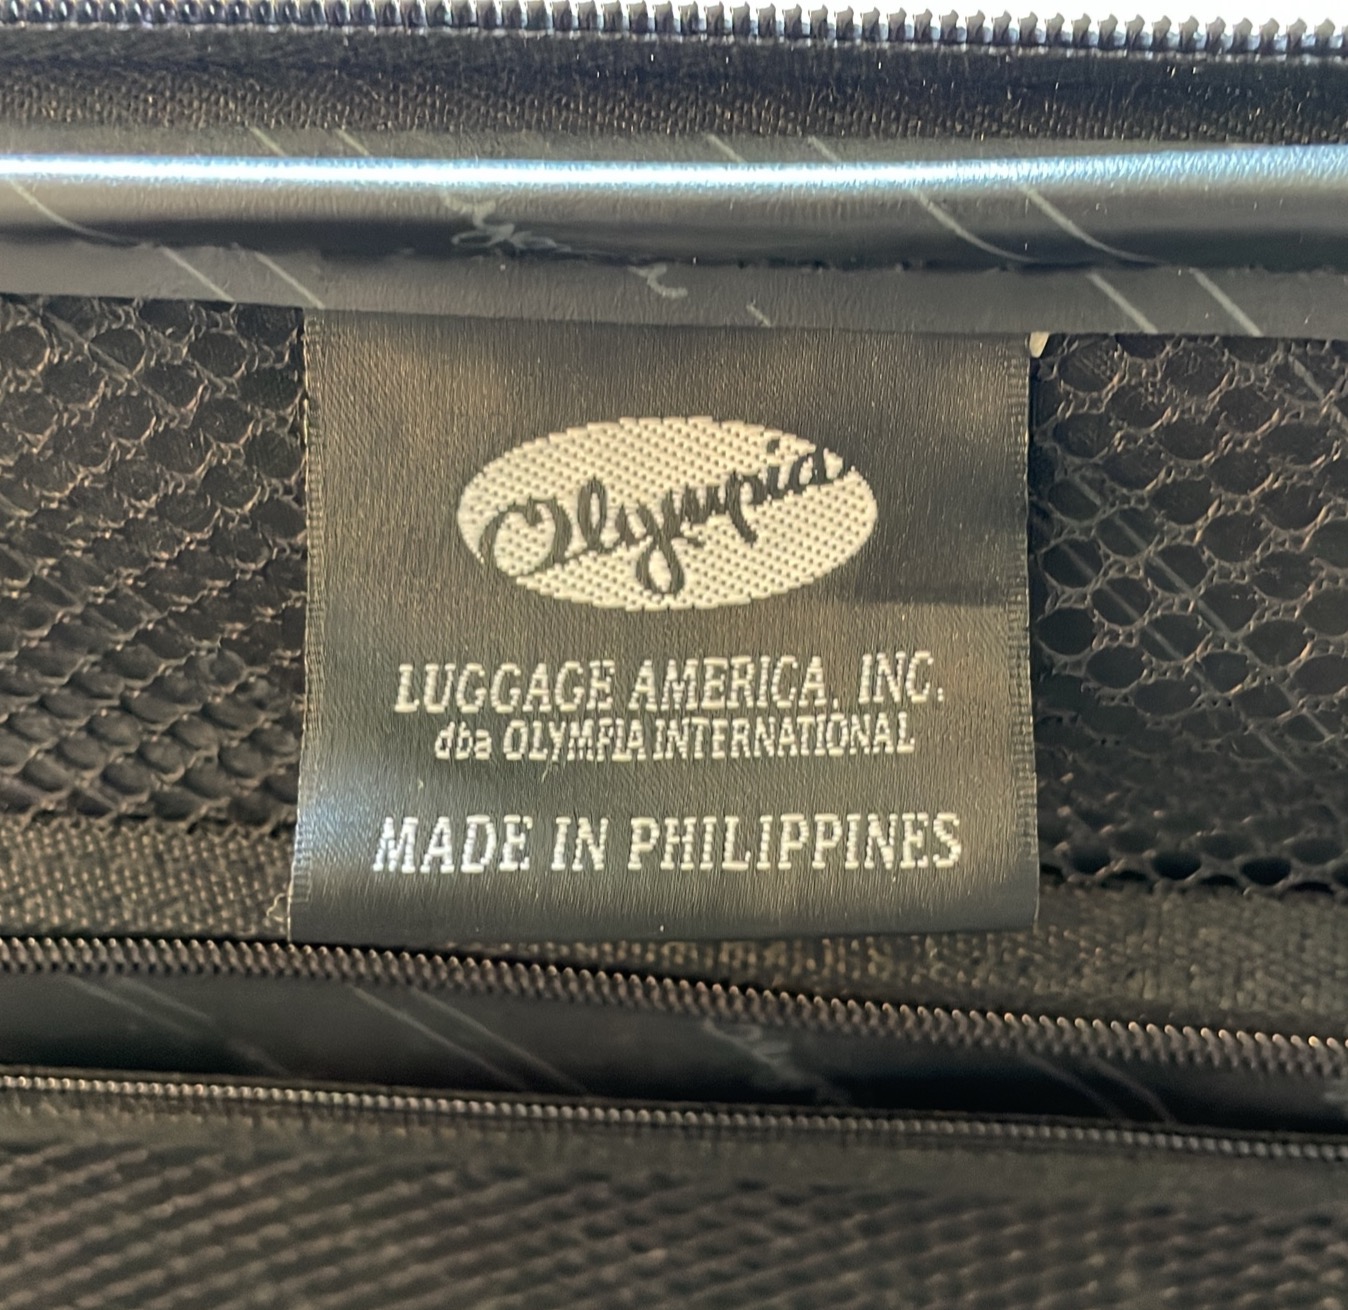 Olympia
LUGGAGE AMERICA, INC.
dba OLYMPIA INTERNATIONAL
MADE IN PHILIPPINES